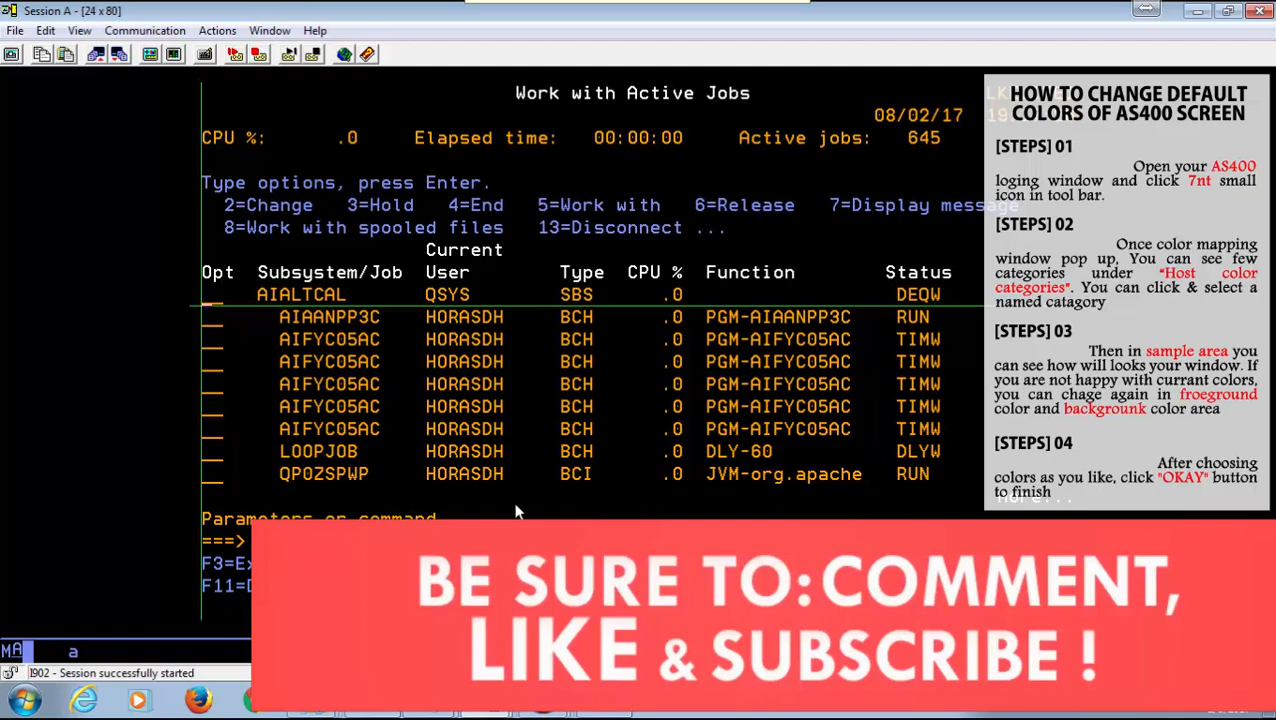 Session A - [24 x 80]
File Edit View Communication Actions Window Help
Work with Active Jobs
08/02/17
CPU %: .0 Elapsed time: 00:00:00 Active jobs: 645
Type options, press Enter.
2=Change 3=Hold 4=End 5=Work with 6=Release 7=Display message
8=Work with spooled files 13=Disconnect ...
Current
Opt Subsystem/Job User Type CPU % Function Status
AIALTCAL QSYS SBS .0 DEQW
AIAANPP3C HORASDH BCH .0 PGM-AIAANPP3C RUN
AIFYC05AC HORASDH BCH .0 PGM-AIFYC05AC TIMW
AIFYC05AC HORASDH BCH .0 PGM-AIFYC05AC TIMW
AIFYC05AC HORASDH BCH .0 PGM-AIFYC05AC TIMW
AIFYC05AC HORASDH BCH .0 PGM-AIFYC05AC TIMW
AIFYC05AC HORASDH BCH .0 PGM-AIFYC05AC TIMW
LOOPJOB HORASDH BCH .0 DLY-60 DLYW
QP0ZSPWP HORASDH BCI .0 JVM-org.apache RUN
More...
Parameters or command
===>
MA a
I902 - Session successfully started
HOW TO CHANGE DEFAULT
COLORS OF AS400 SCREEN
[STEPS] 01
Open your AS400
loging window and click 7nt small
icon in tool bar.
[STEPS] 02
Once color mapping
window pop up, You can see few
categories under "Host color
categories". You can click & select a
named catagory
[STEPS] 03
Then in sample area you
can see how will looks your window. If
you are not happy with currant colors,
you can chage again in froeground
color and backgrounk color area
[STEPS] 04
After choosing
colors as you like, click "OKAY" button
to finish
BE SURE TO:COMMENT,
LIKE & SUBSCRIBE !